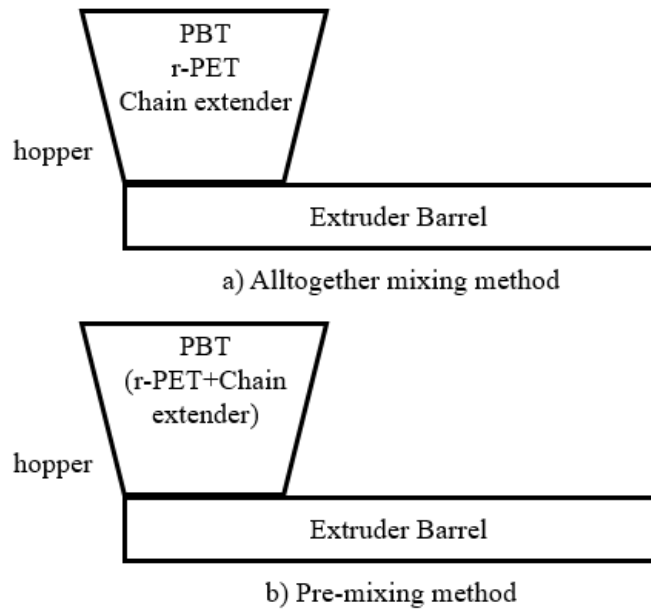 PBT
r-PET
Chain extender
hopper
Extruder Barrel
a) Alltogether mixing method
PBT
(r-PET+Chain
extender)
hopper
Extruder Barrel
b) Pre-mixing method